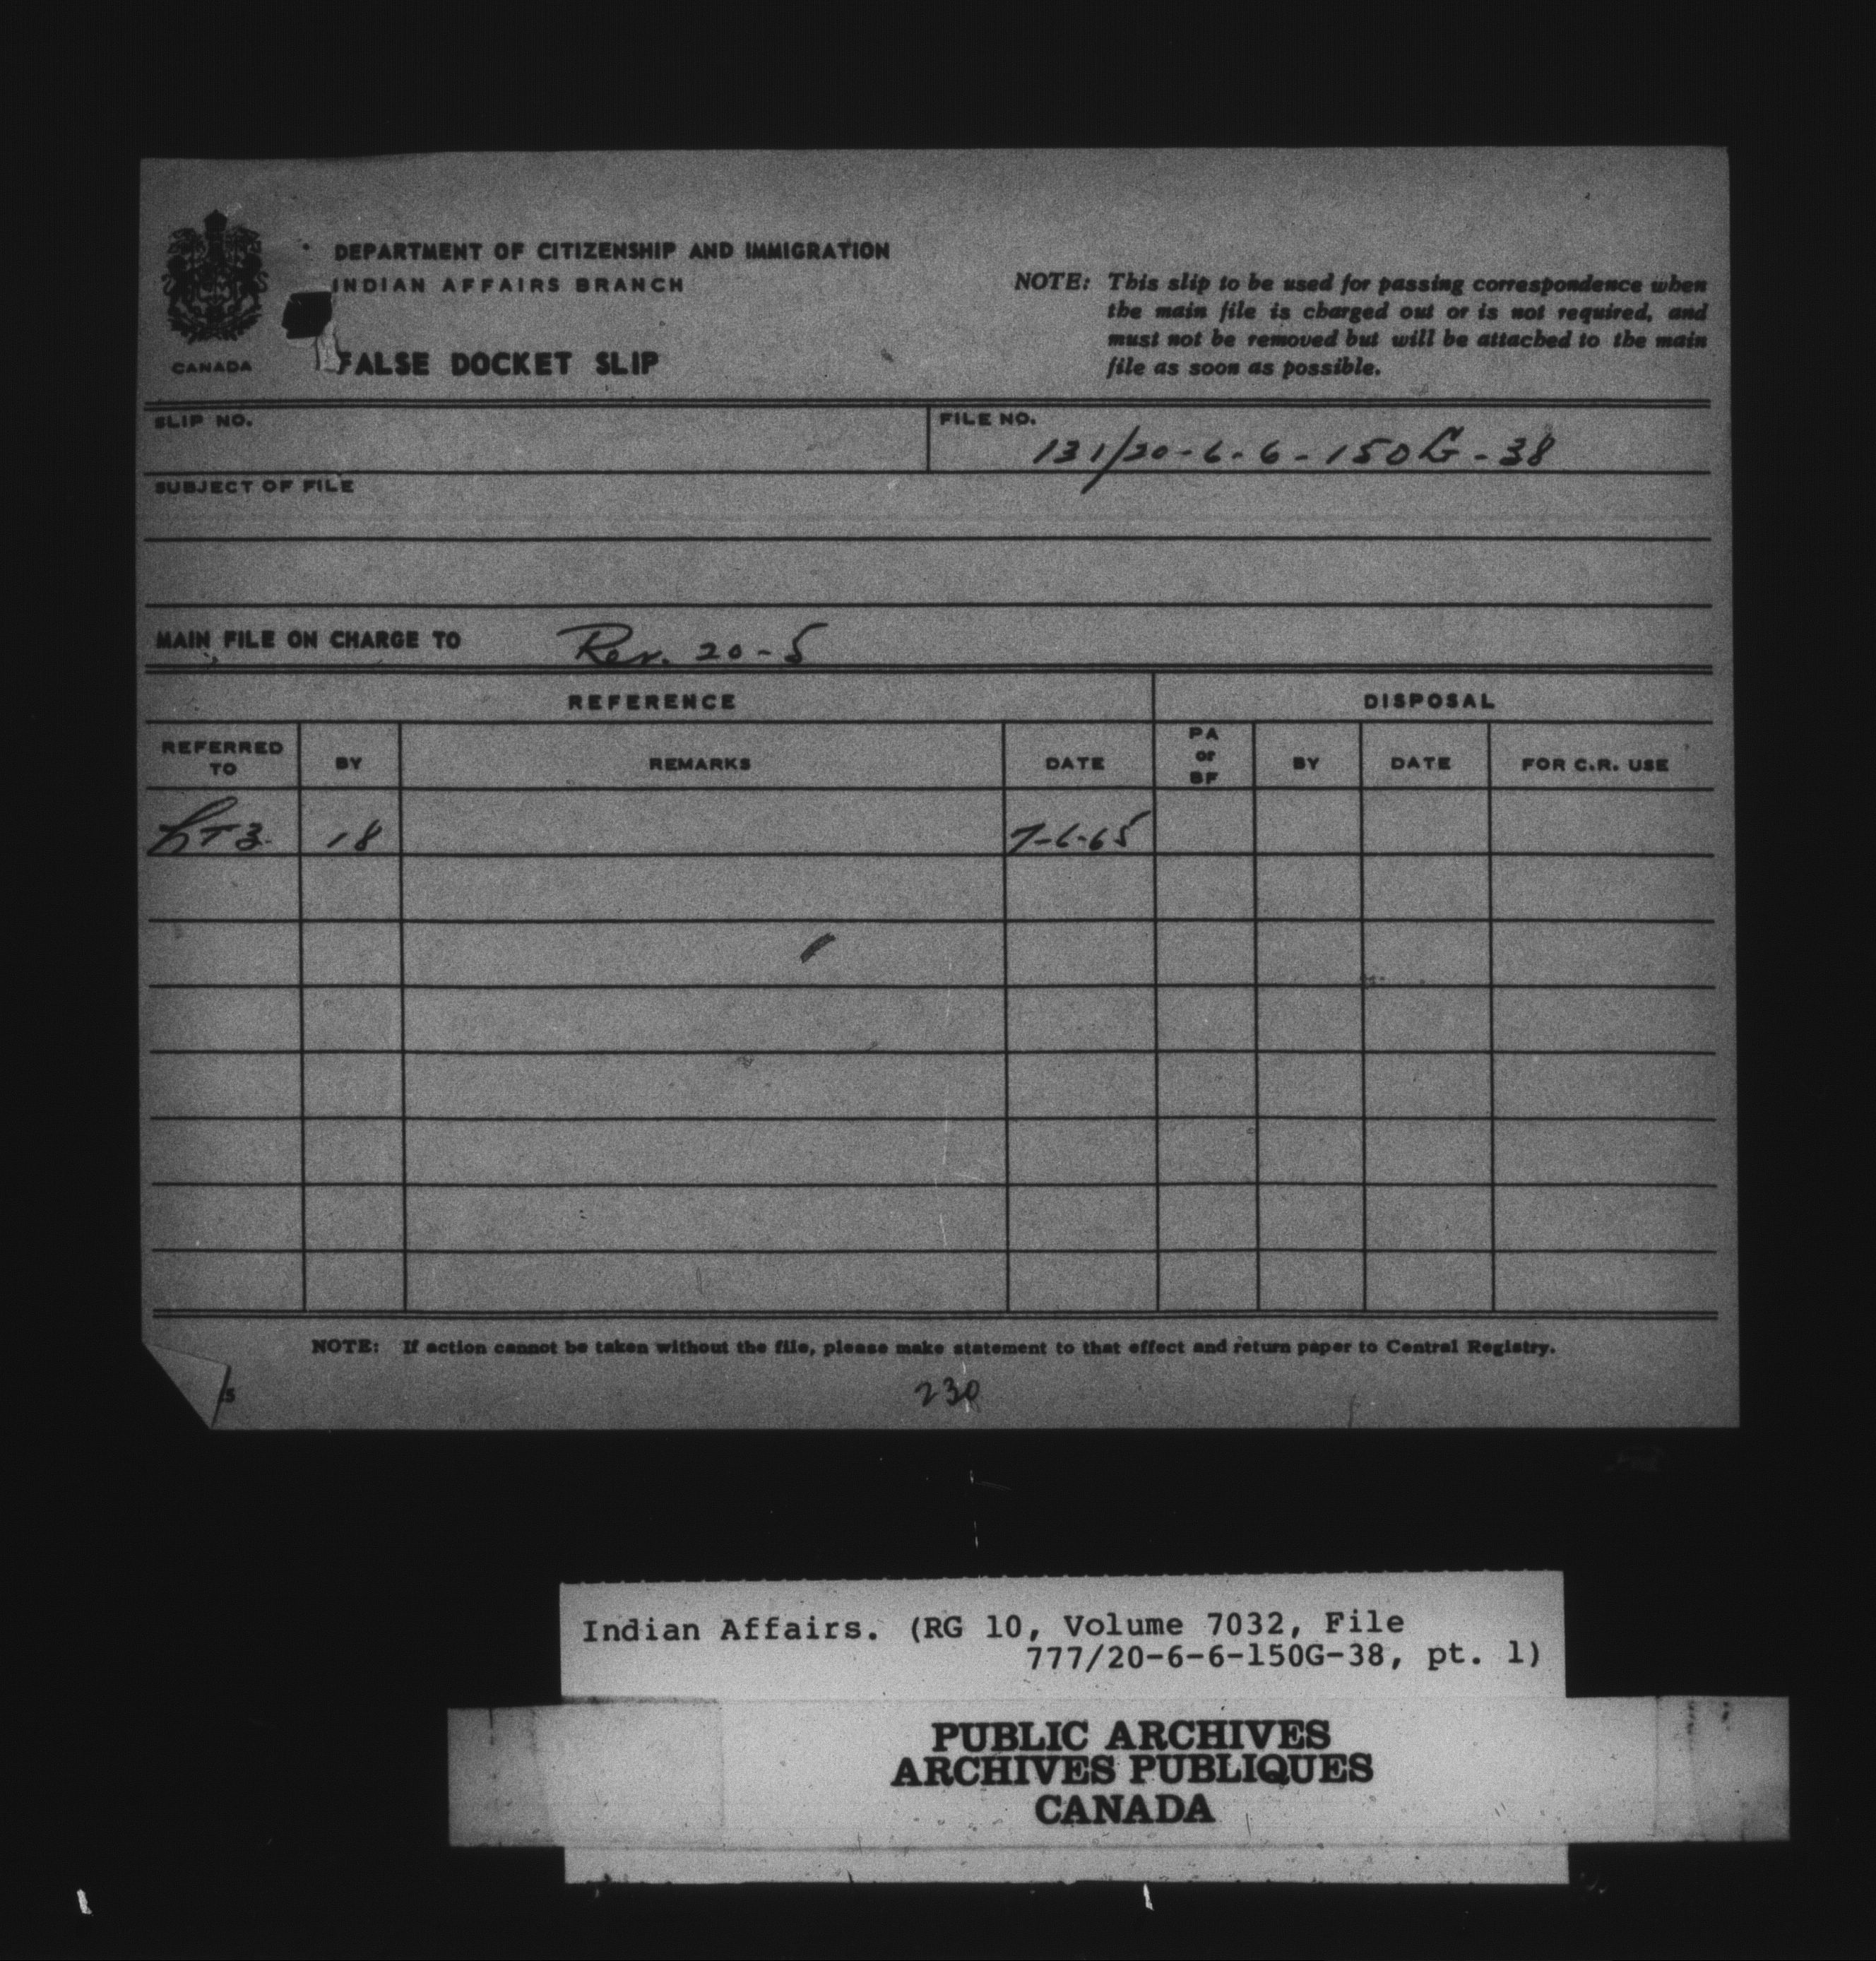 DEPARTMENT OF CITIZENSHIP AND IMMIGRATION
INDIAN AFFAIRS BRANCH
CANADA
FALSE DOCKET SLIP
NOTE: This slip to be used for passing correspondence when
the main file is charged out or is not required, and
must not be removed but will be attached to the main
file as soon as possible.
SLIP NO.
FILE NO.
131/20-6-6-150G-38
SUBJECT OF FILE
MAIN FILE ON CHARGE TO Rev. 20-5
REFERENCE DISPOSAL
REFERRED TO BY REMARKS DATE PA or BF BY DATE FOR C.R. USE
LT3 18 7-6-65
NOTE: If action cannot be taken without the file, please make statement to that effect and return paper to Central Registry.
230
Indian Affairs. (RG 10, Volume 7032, File
777/20-6-6-150G-38, pt. 1)
PUBLIC ARCHIVES
ARCHIVES PUBLIQUES
CANADA